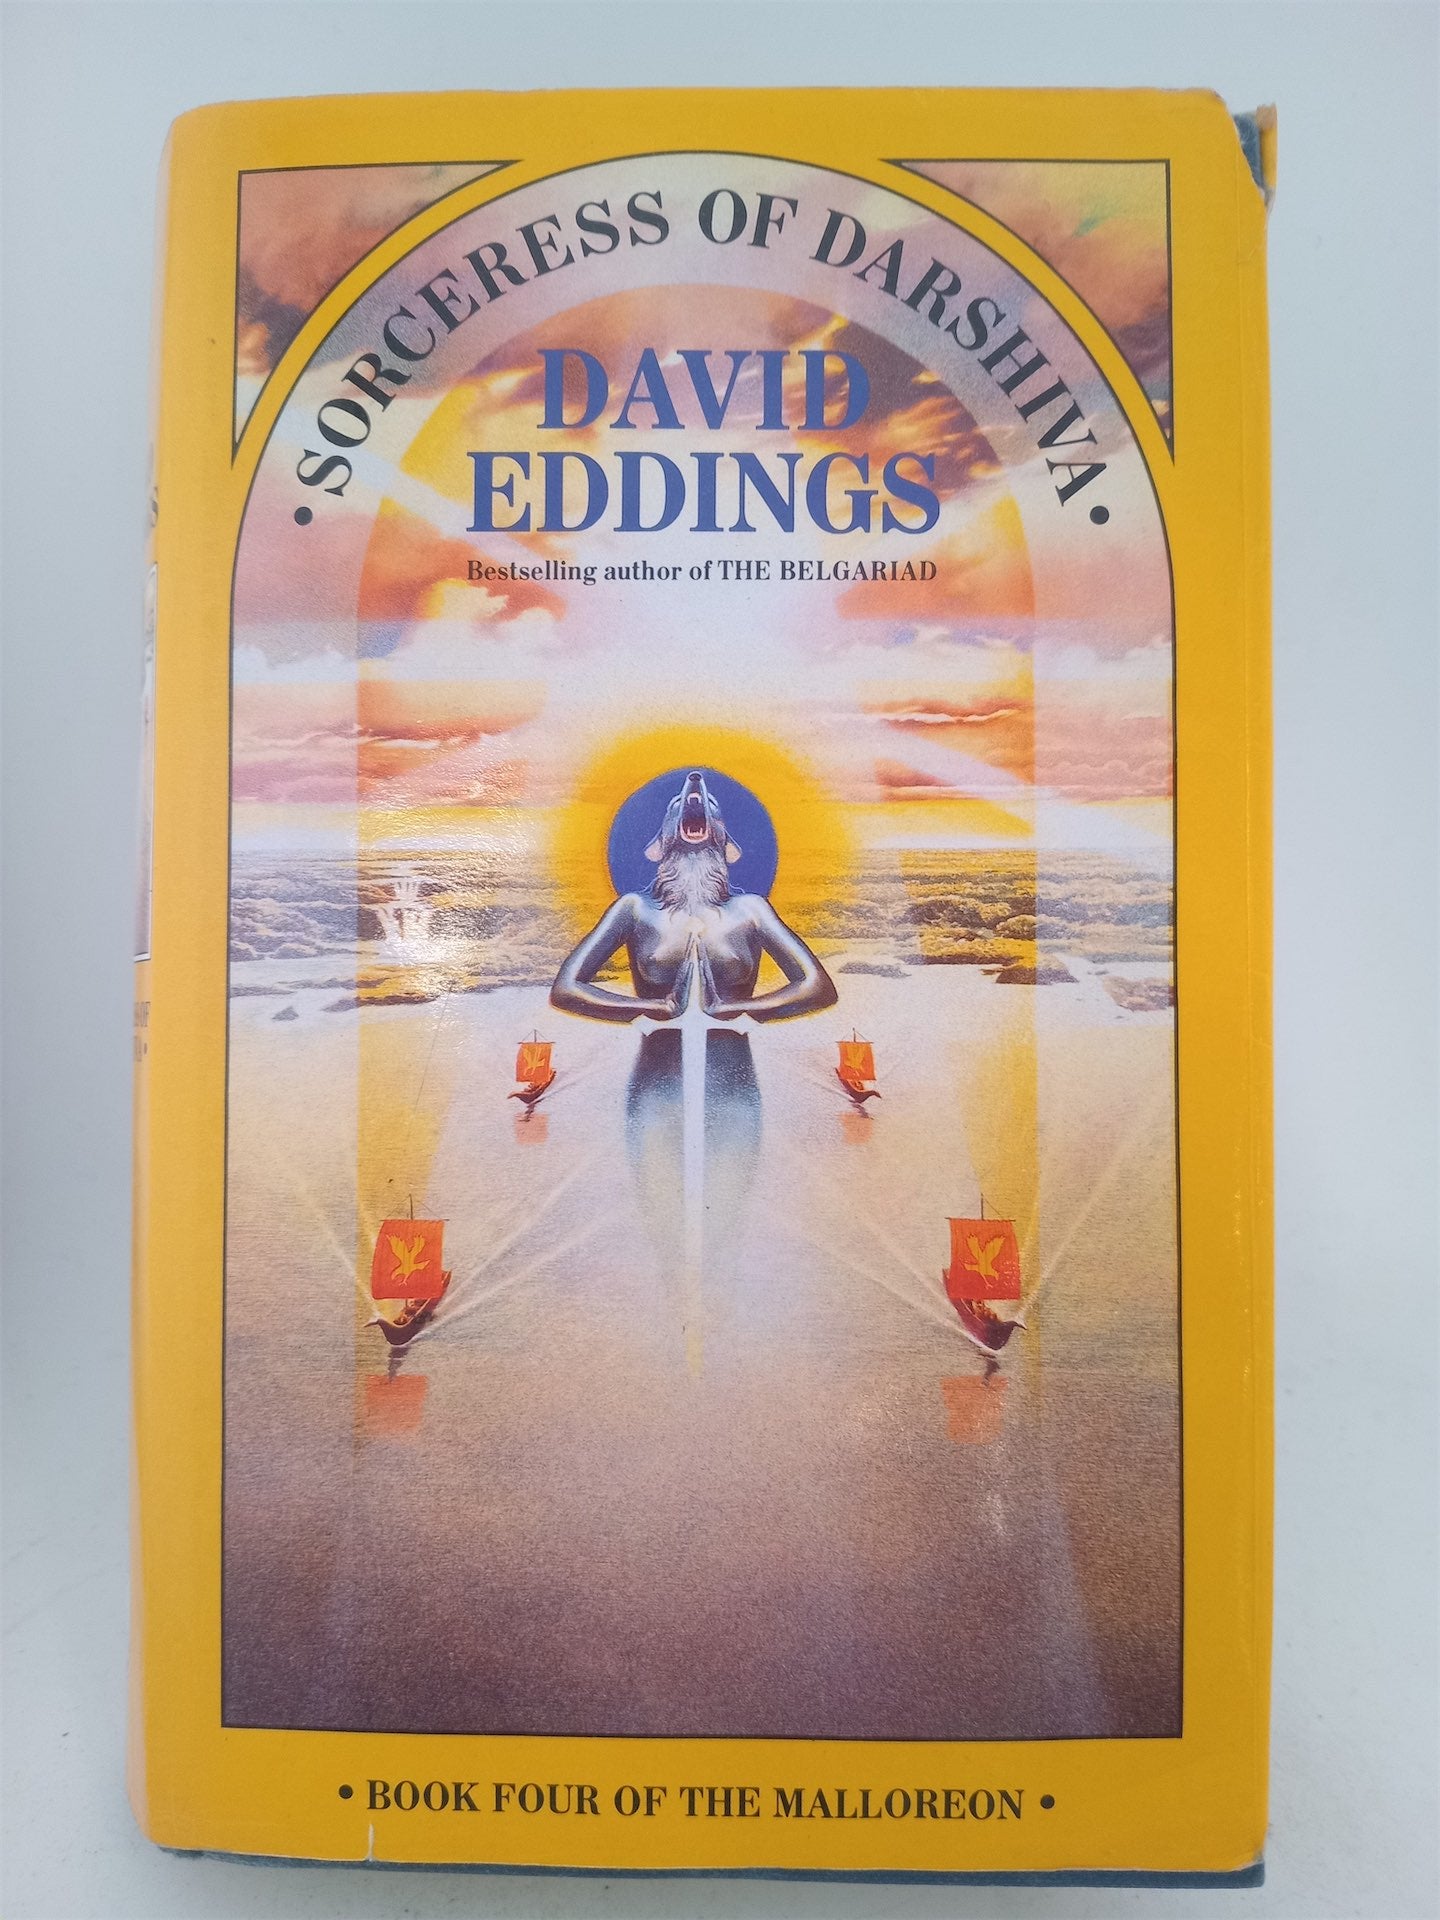 • SORCERESS OF DARSHIVA •
DAVID
EDDINGS
Bestselling author of THE BELGARIAD
• BOOK FOUR OF THE MALLOREON •